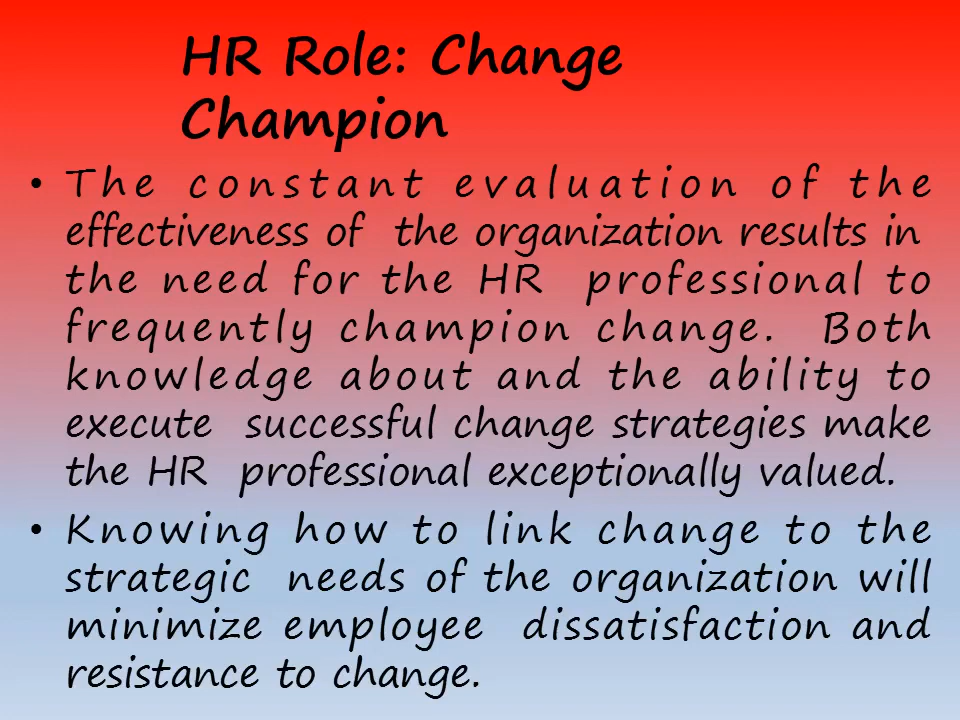 HR Role: Change
Champion
• The constant evaluation of the
effectiveness of the organization results in
the need for the HR professional to
frequently champion change. Both
knowledge about and the ability to
execute successful change strategies make
the HR professional exceptionally valued.
• Knowing how to link change to the
strategic needs of the organization will
minimize employee dissatisfaction and
resistance to change.